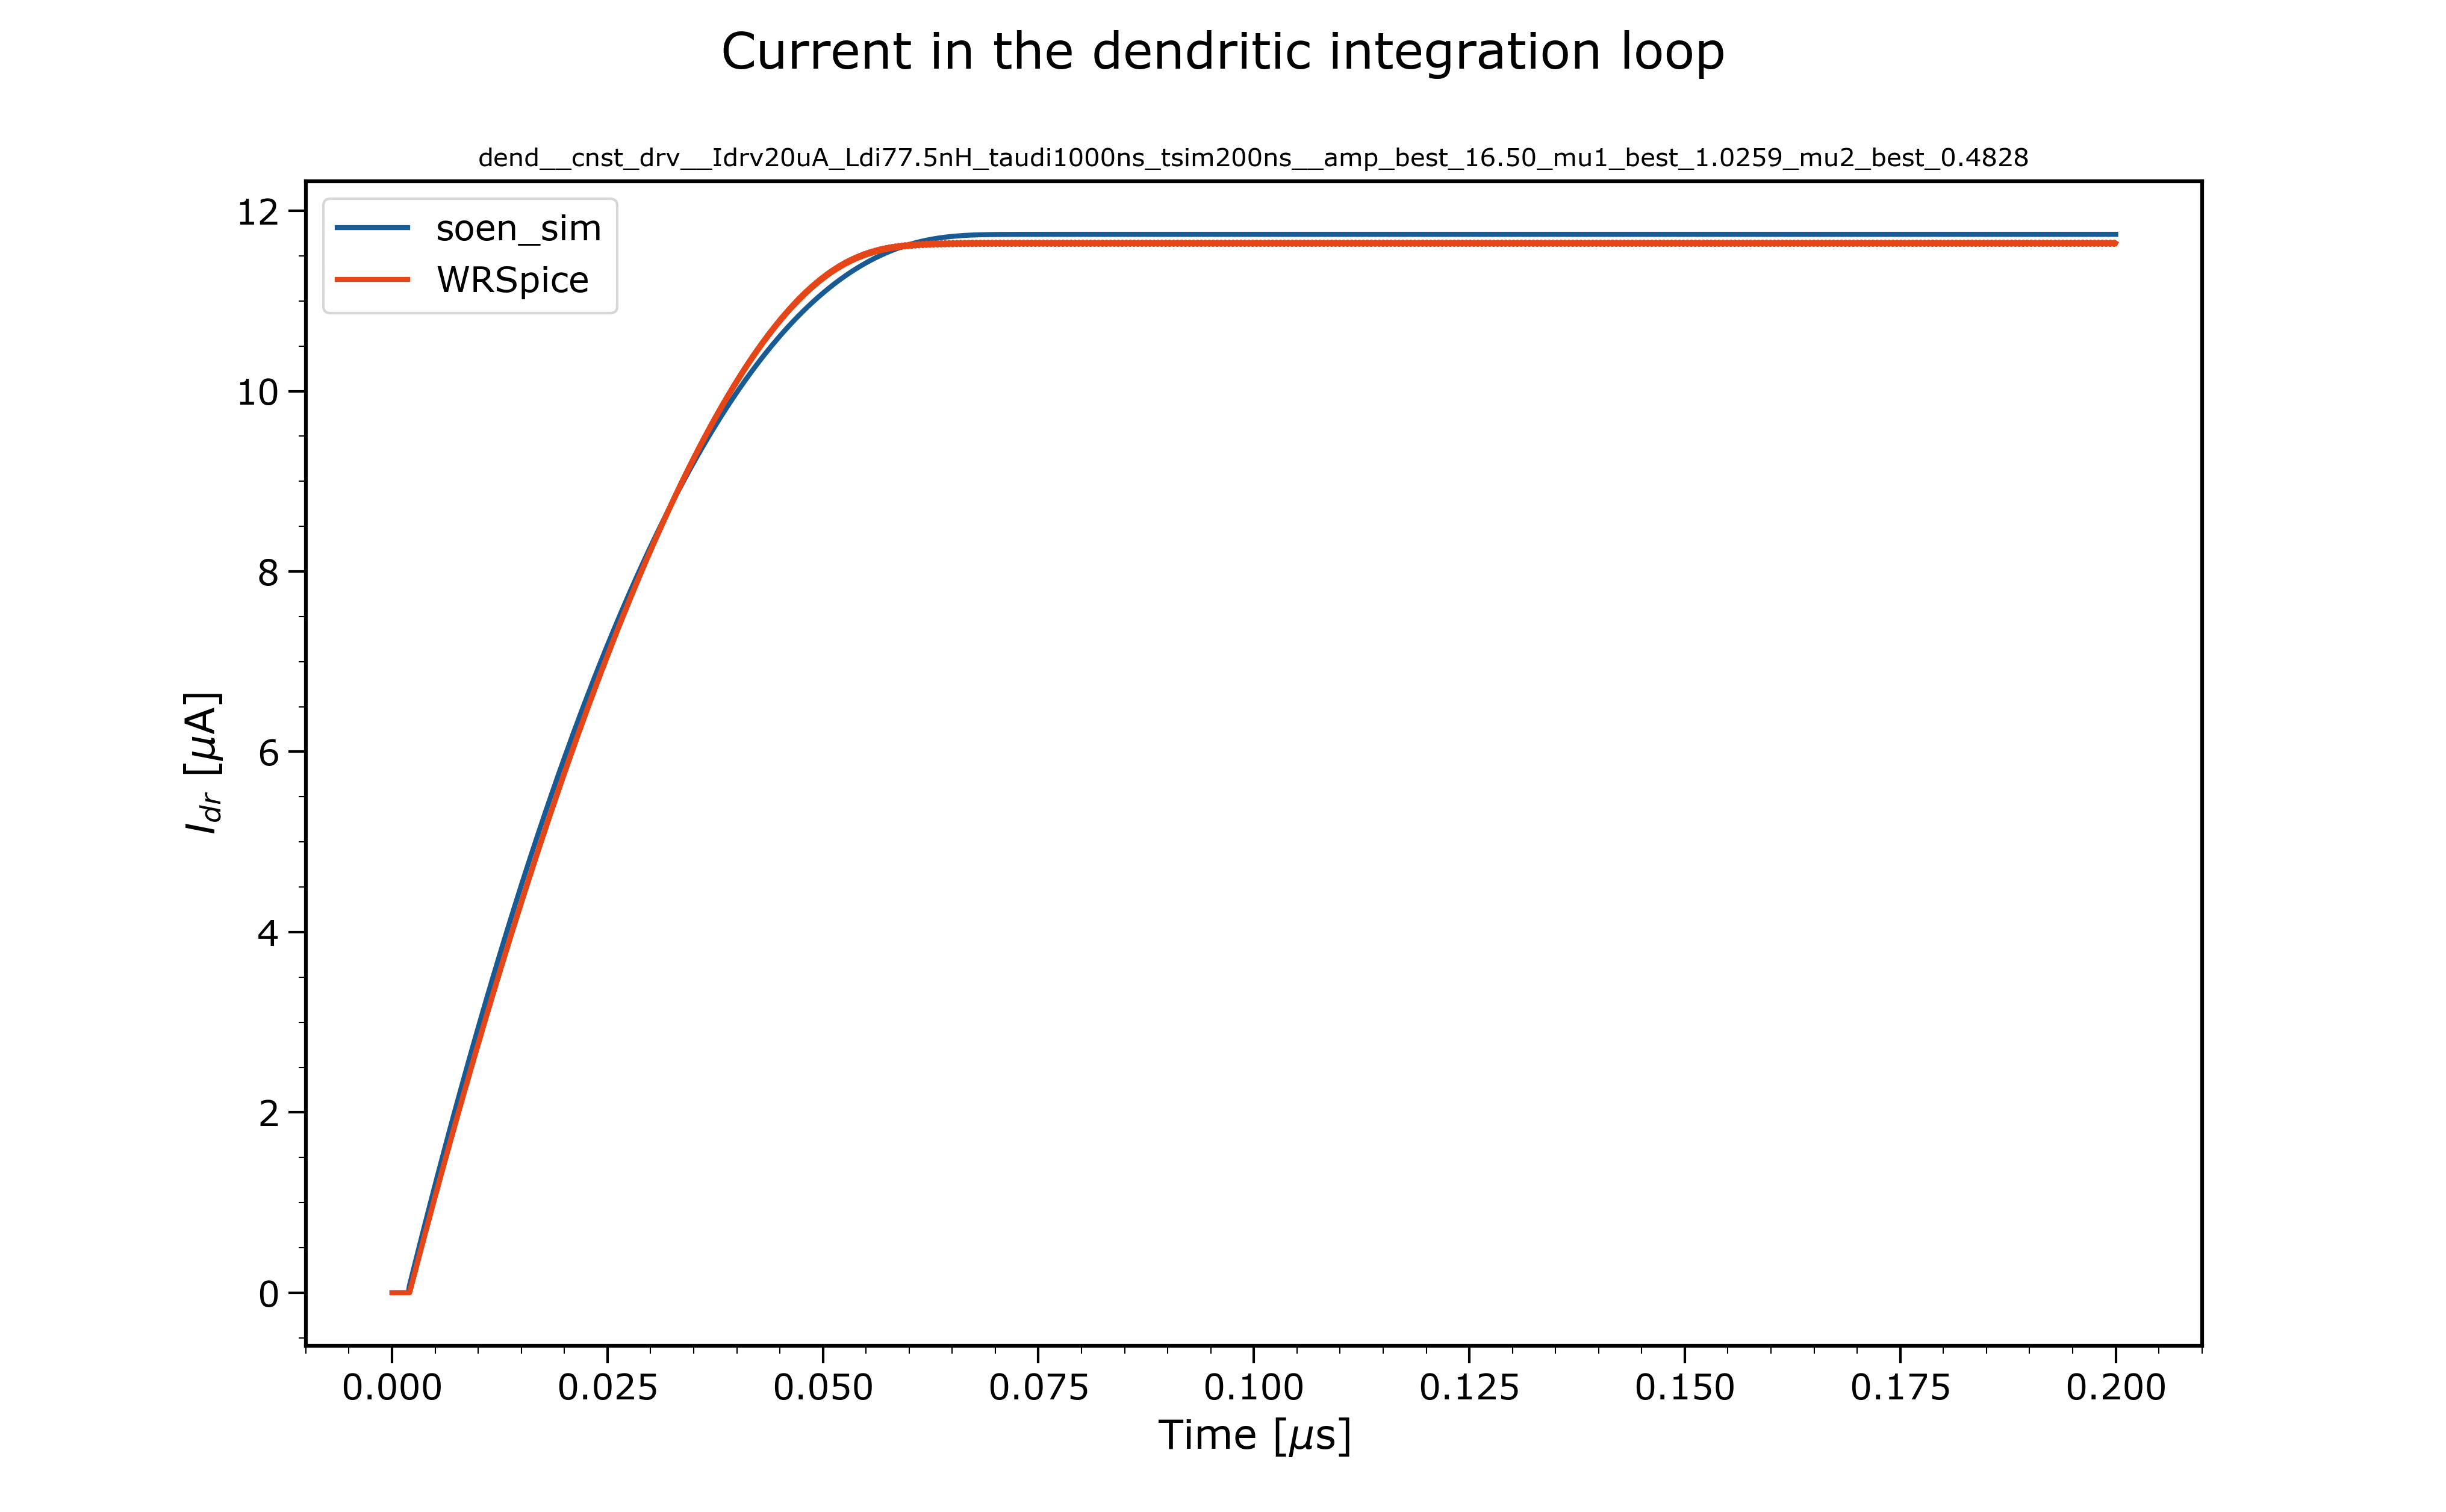 Current in the dendritic integration loop
dend__cnst_drv__Idrv20uA_Ldi77.5nH_taudi1000ns_tsim200ns__amp_best_16.50_mu1_best_1.0259_mu2_best_0.4828
soen_sim
WRSpice
12
10
8
6
4
2
0
I_dr [μA]
0.000 0.025 0.050 0.075 0.100 0.125 0.150 0.175 0.200
Time [μs]